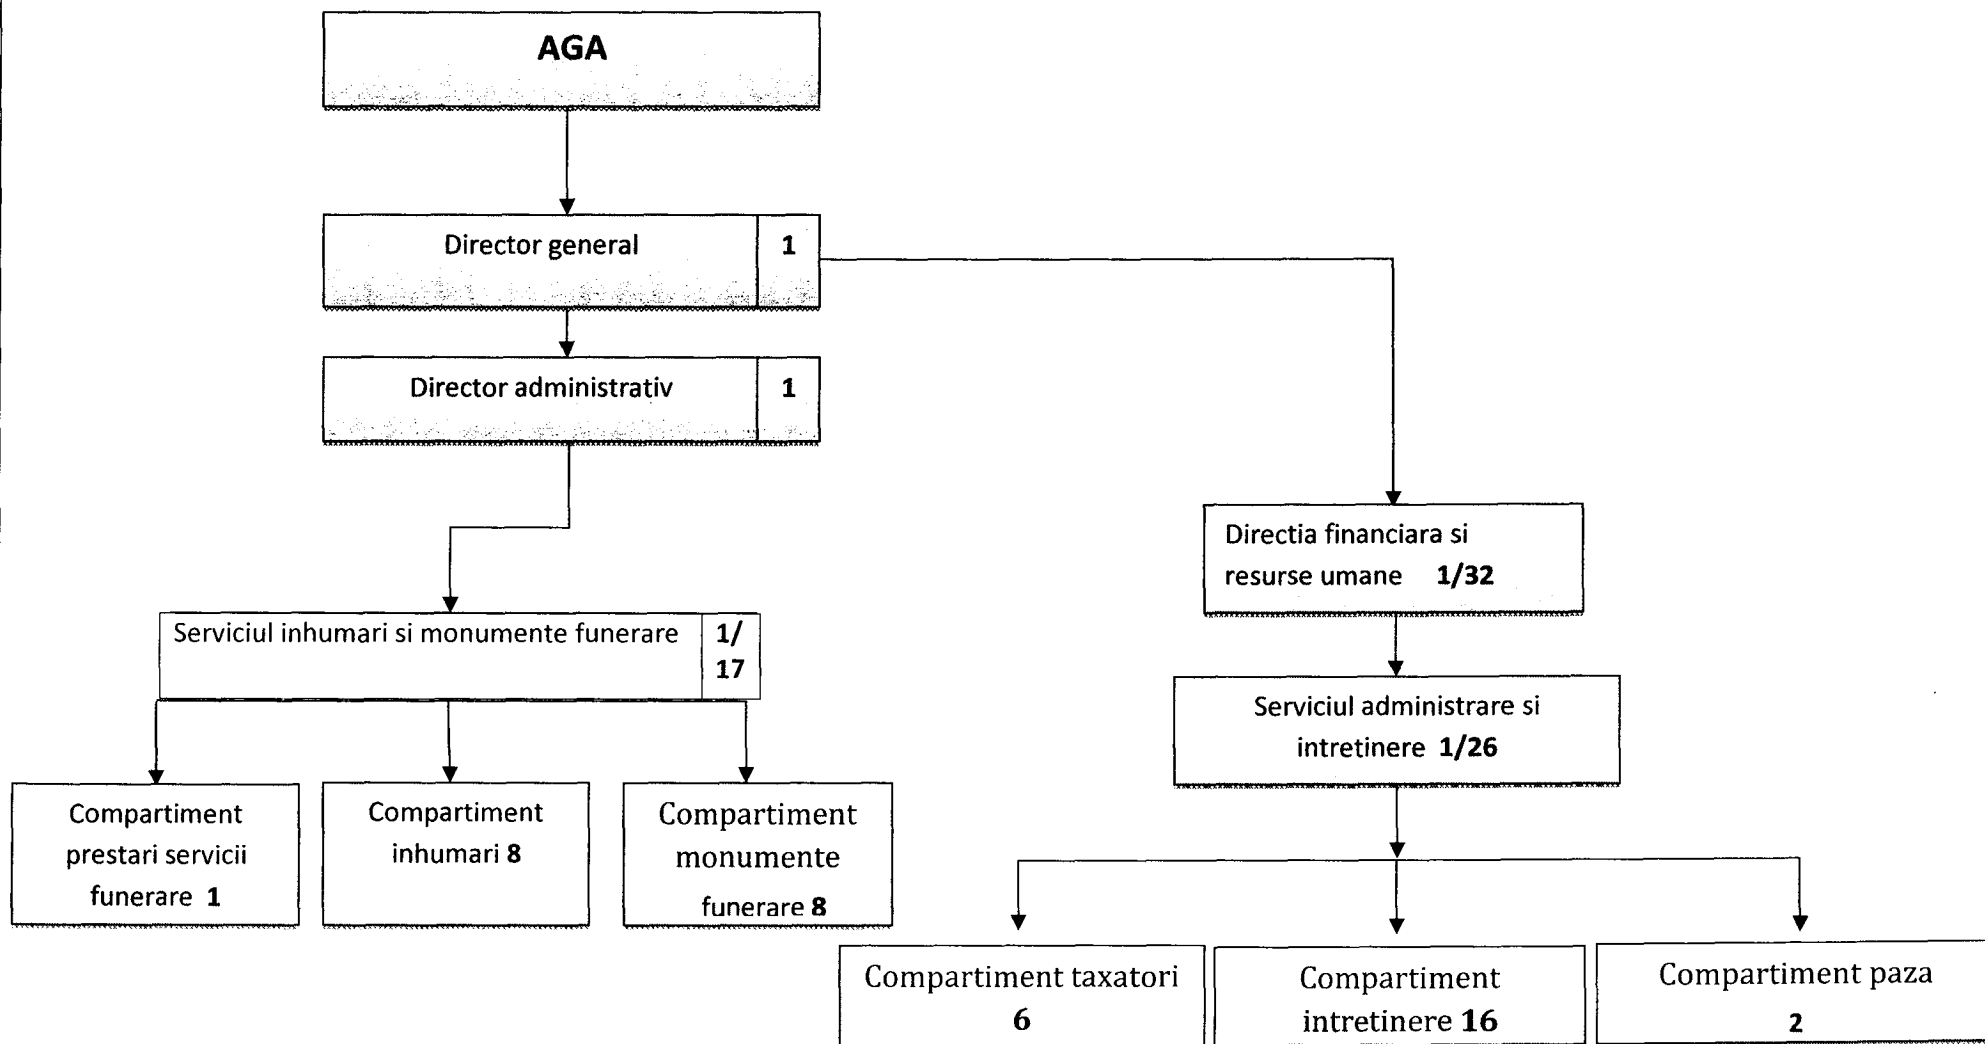 AGA
Director general 1
Director administrativ 1
Directia financiara si
resurse umane 1/32
Serviciul inhumari si monumente funerare 1/
17
Serviciul administrare si
intretinere 1/26
Compartiment
prestari servicii
funerare 1
Compartiment
inhumari 8
Compartiment
monumente
funerare 8
Compartiment taxatori
6
Compartiment
intretinere 16
Compartiment paza
2